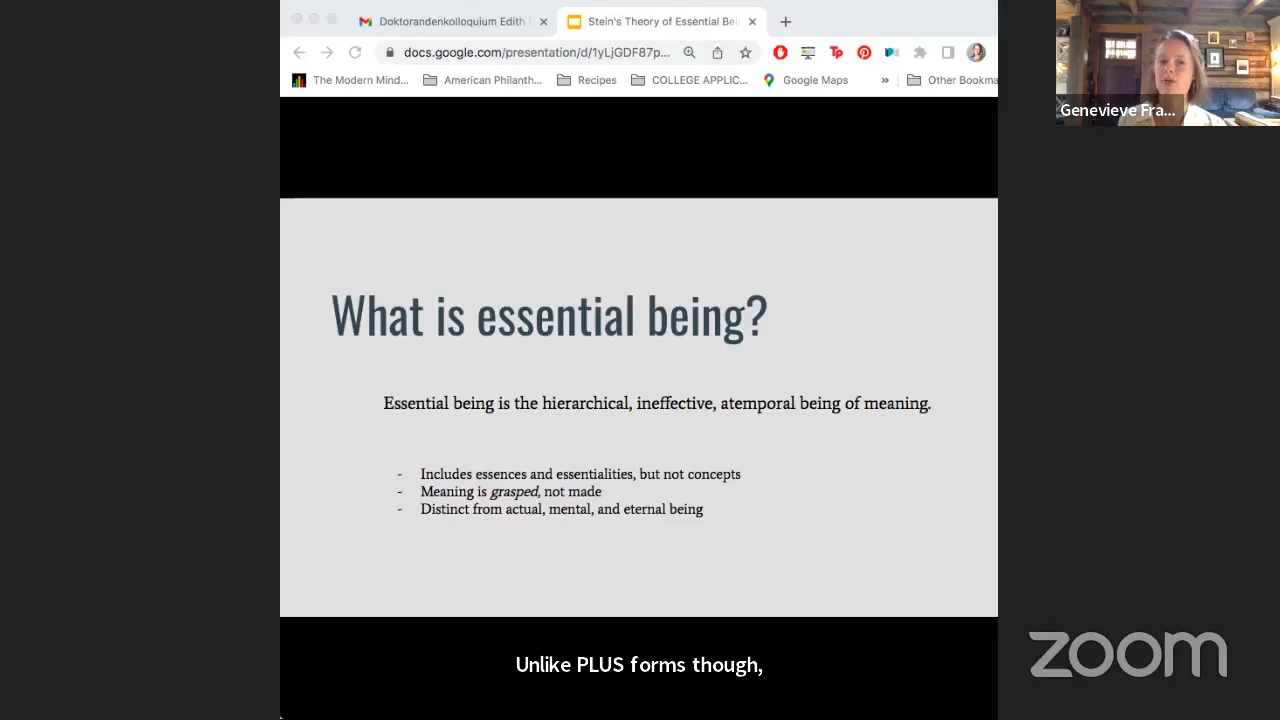 Doktorandenkolloquium Edith
Stein's Theory of Essential Bei
docs.google.com/presentation/d/1yLjGDF87p...
The Modern Mind...
American Philanth...
Recipes
COLLEGE APPLIC...
Google Maps
»
Other Bookma
Genevieve Fra...
What is essential being?
Essential being is the hierarchical, ineffective, atemporal being of meaning.
- Includes essences and essentialities, but not concepts
- Meaning is grasped, not made
- Distinct from actual, mental, and eternal being
Unlike PLUS forms though,
zoom